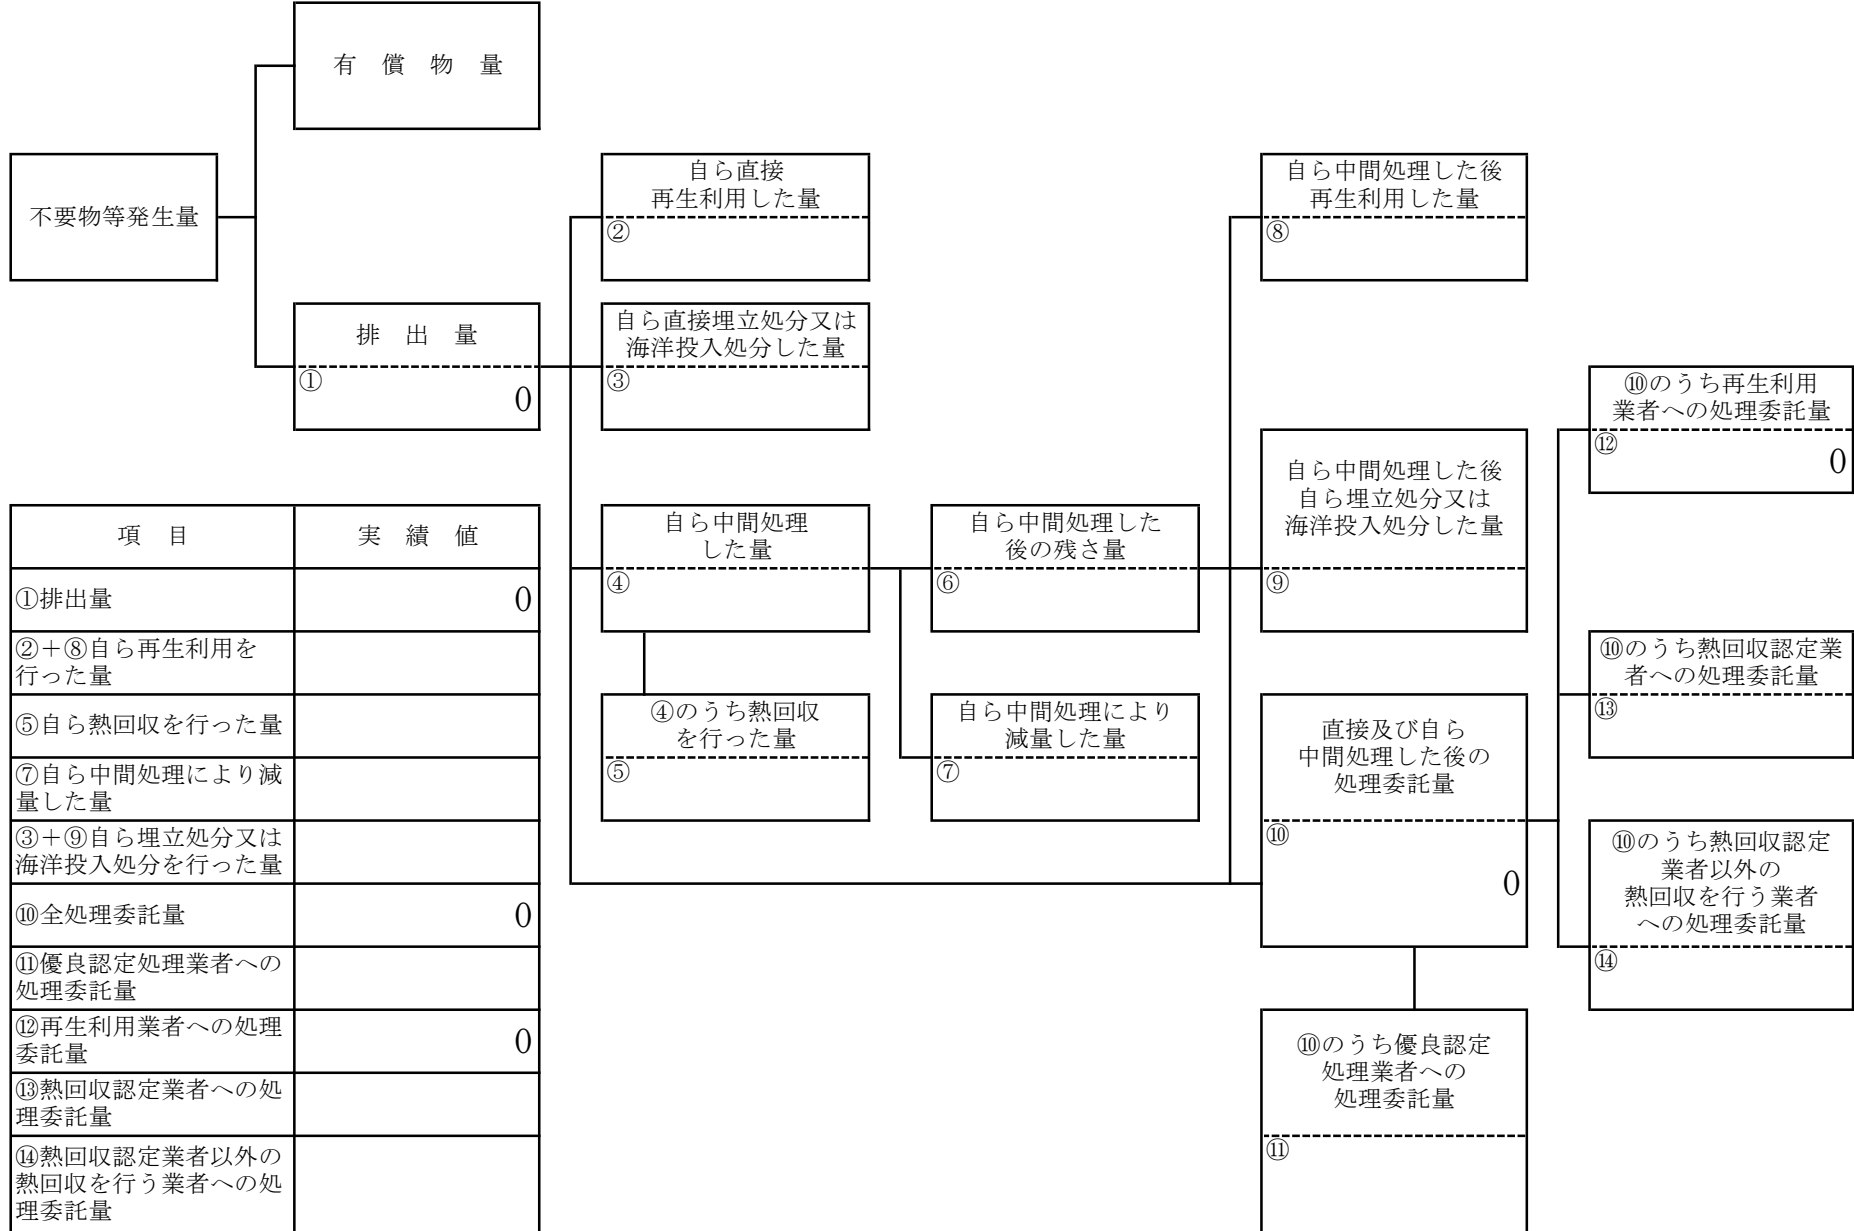 有 償 物 量
不要物等発生量
排 出 量
①
0
自ら直接
再生利用した量
②
自ら直接埋立処分又は
海洋投入処分した量
③
自ら中間処理
した量
④
④のうち熱回収
を行った量
⑤
自ら中間処理した
後の残さ量
⑥
自ら中間処理により
減量した量
⑦
自ら中間処理した後
再生利用した量
⑧
自ら中間処理した後
自ら埋立処分又は
海洋投入処分した量
⑨
直接及び自ら
中間処理した後の
処理委託量
⑩
0
⑩のうち優良認定
処理業者への
処理委託量
⑪
⑩のうち再生利用
業者への処理委託量
⑫
0
⑩のうち熱回収認定業
者への処理委託量
⑬
⑩のうち熱回収認定
業者以外の
熱回収を行う業者
への処理委託量
⑭
項 目
実 績 値
①排出量
0
②＋⑧自ら再生利用を
行った量
⑤自ら熱回収を行った量
⑦自ら中間処理により減
量した量
③＋⑨自ら埋立処分又は
海洋投入処分を行った量
⑩全処理委託量
0
⑪優良認定処理業者への
処理委託量
⑫再生利用業者への処理
委託量
0
⑬熱回収認定業者への処
理委託量
⑭熱回収認定業者以外の
熱回収を行う業者への処
理委託量